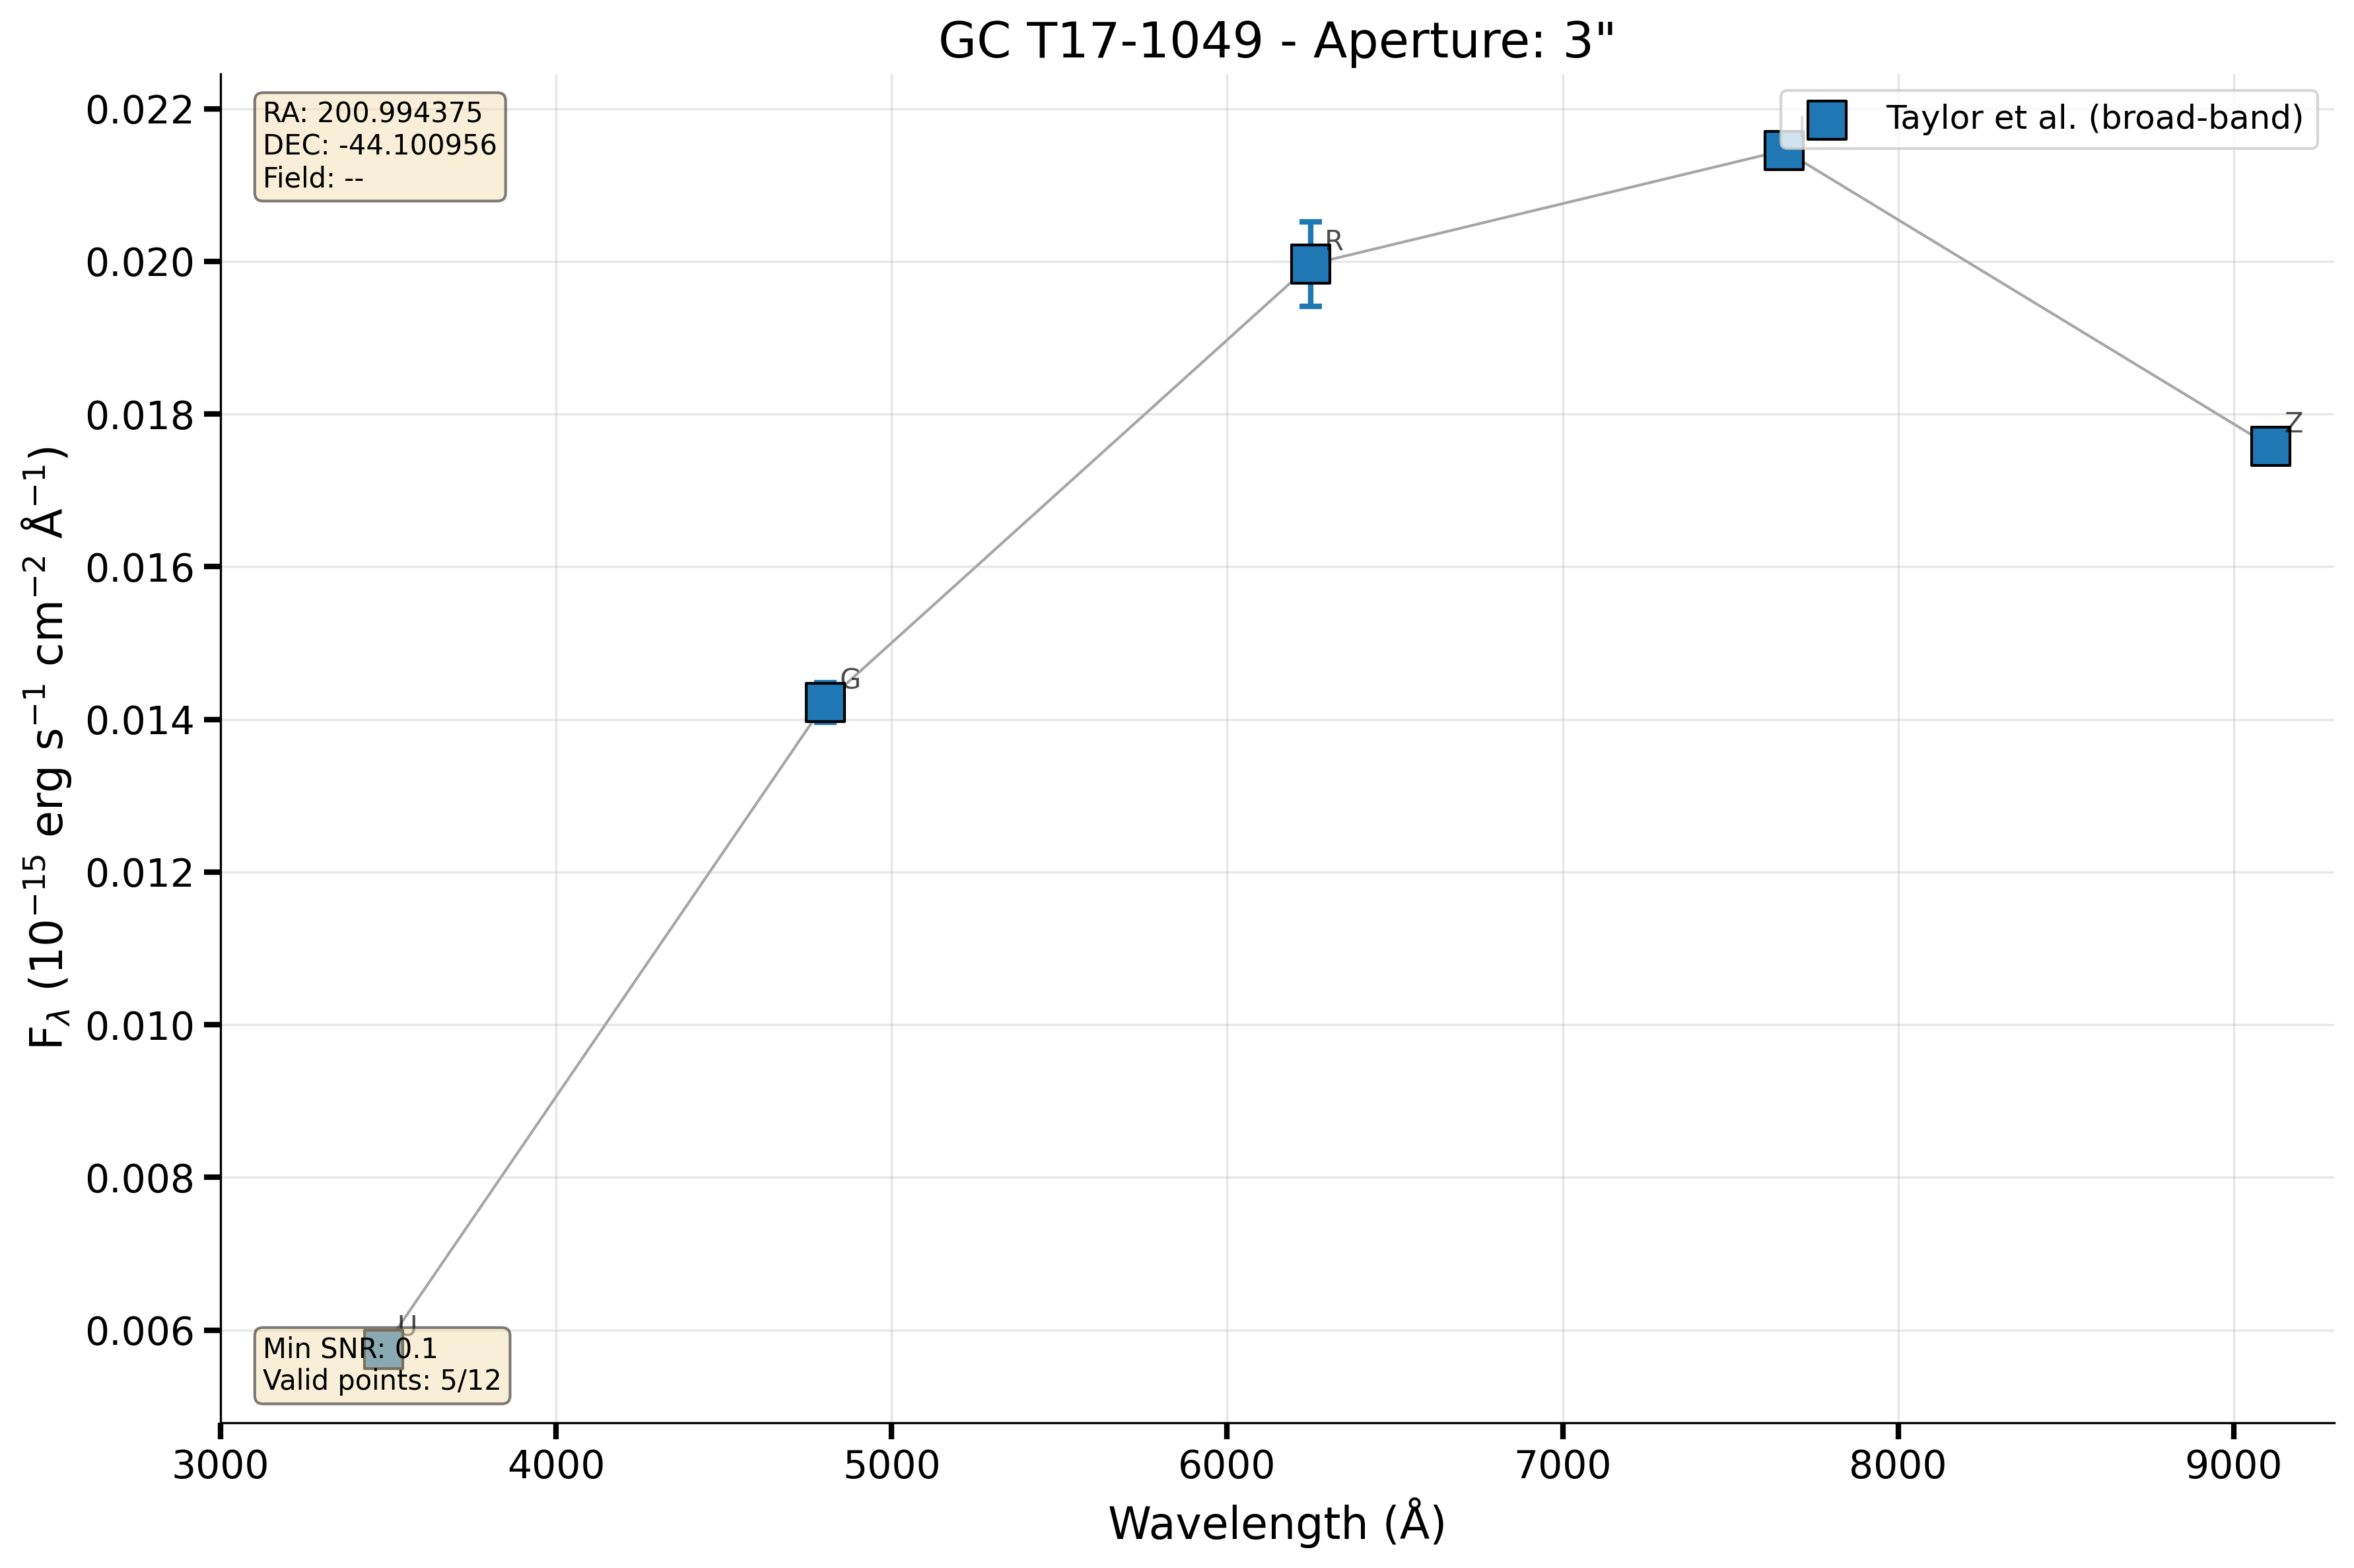 GC T17-1049 - Aperture: 3"
RA: 200.994375
DEC: -44.100956
Field: --
Taylor et al. (broad-band)
0.022
0.020
0.018
0.016
0.014
0.012
0.010
0.008
0.006
F_λ (10⁻¹⁵ erg s⁻¹ cm⁻² Å⁻¹)
U
G
R
I
Z
Min SNR: 0.1
Valid points: 5/12
3000 4000 5000 6000 7000 8000 9000
Wavelength (Å)